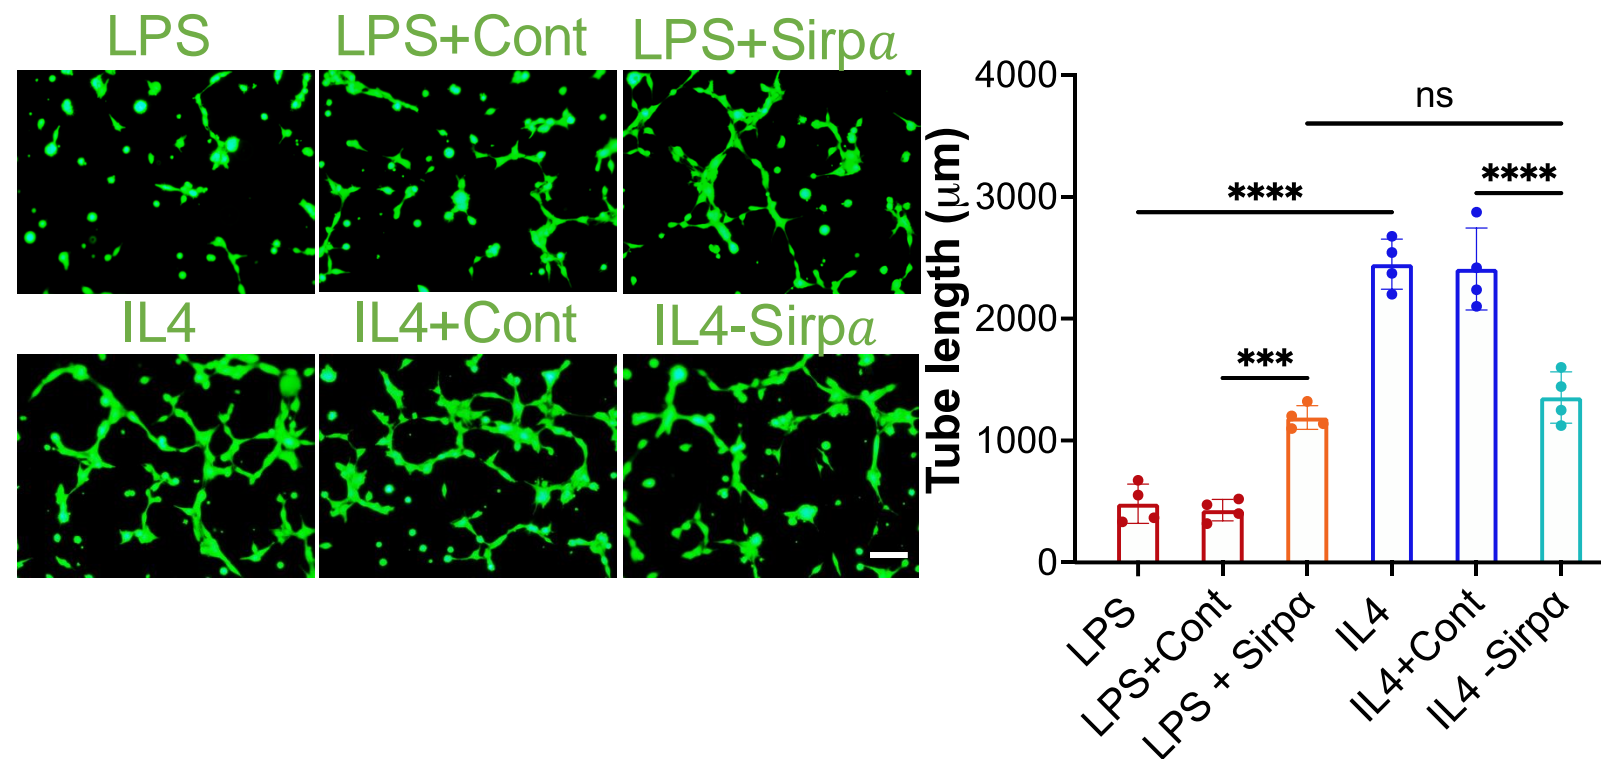 LPS
LPS+Cont
LPS+Sirpα
IL4
IL4+Cont
IL4-Sirpα
Tube length (μm)
4000
3000
2000
1000
0
ns
****
****
***
LPS
LPS+Cont
LPS + Sirpα
IL4
IL4+Cont
IL4 -Sirpα